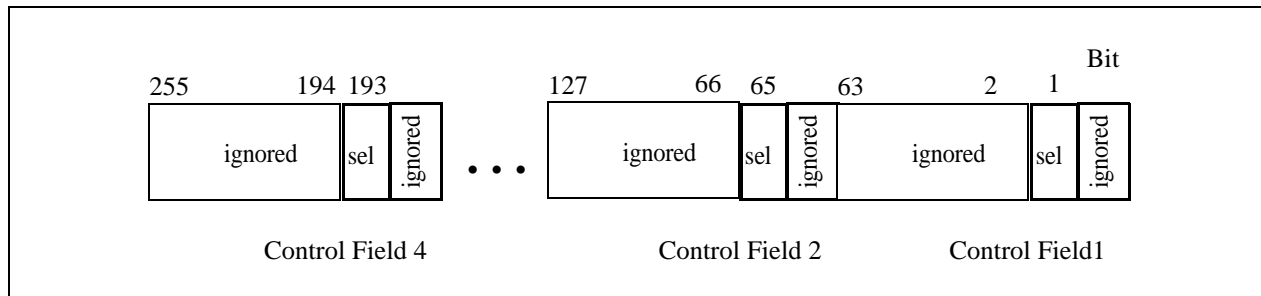 Bit
255 194 193 127 66 65 63 2 1
ignored sel ignored . . . ignored sel ignored ignored sel ignored
Control Field 4 Control Field 2 Control Field1